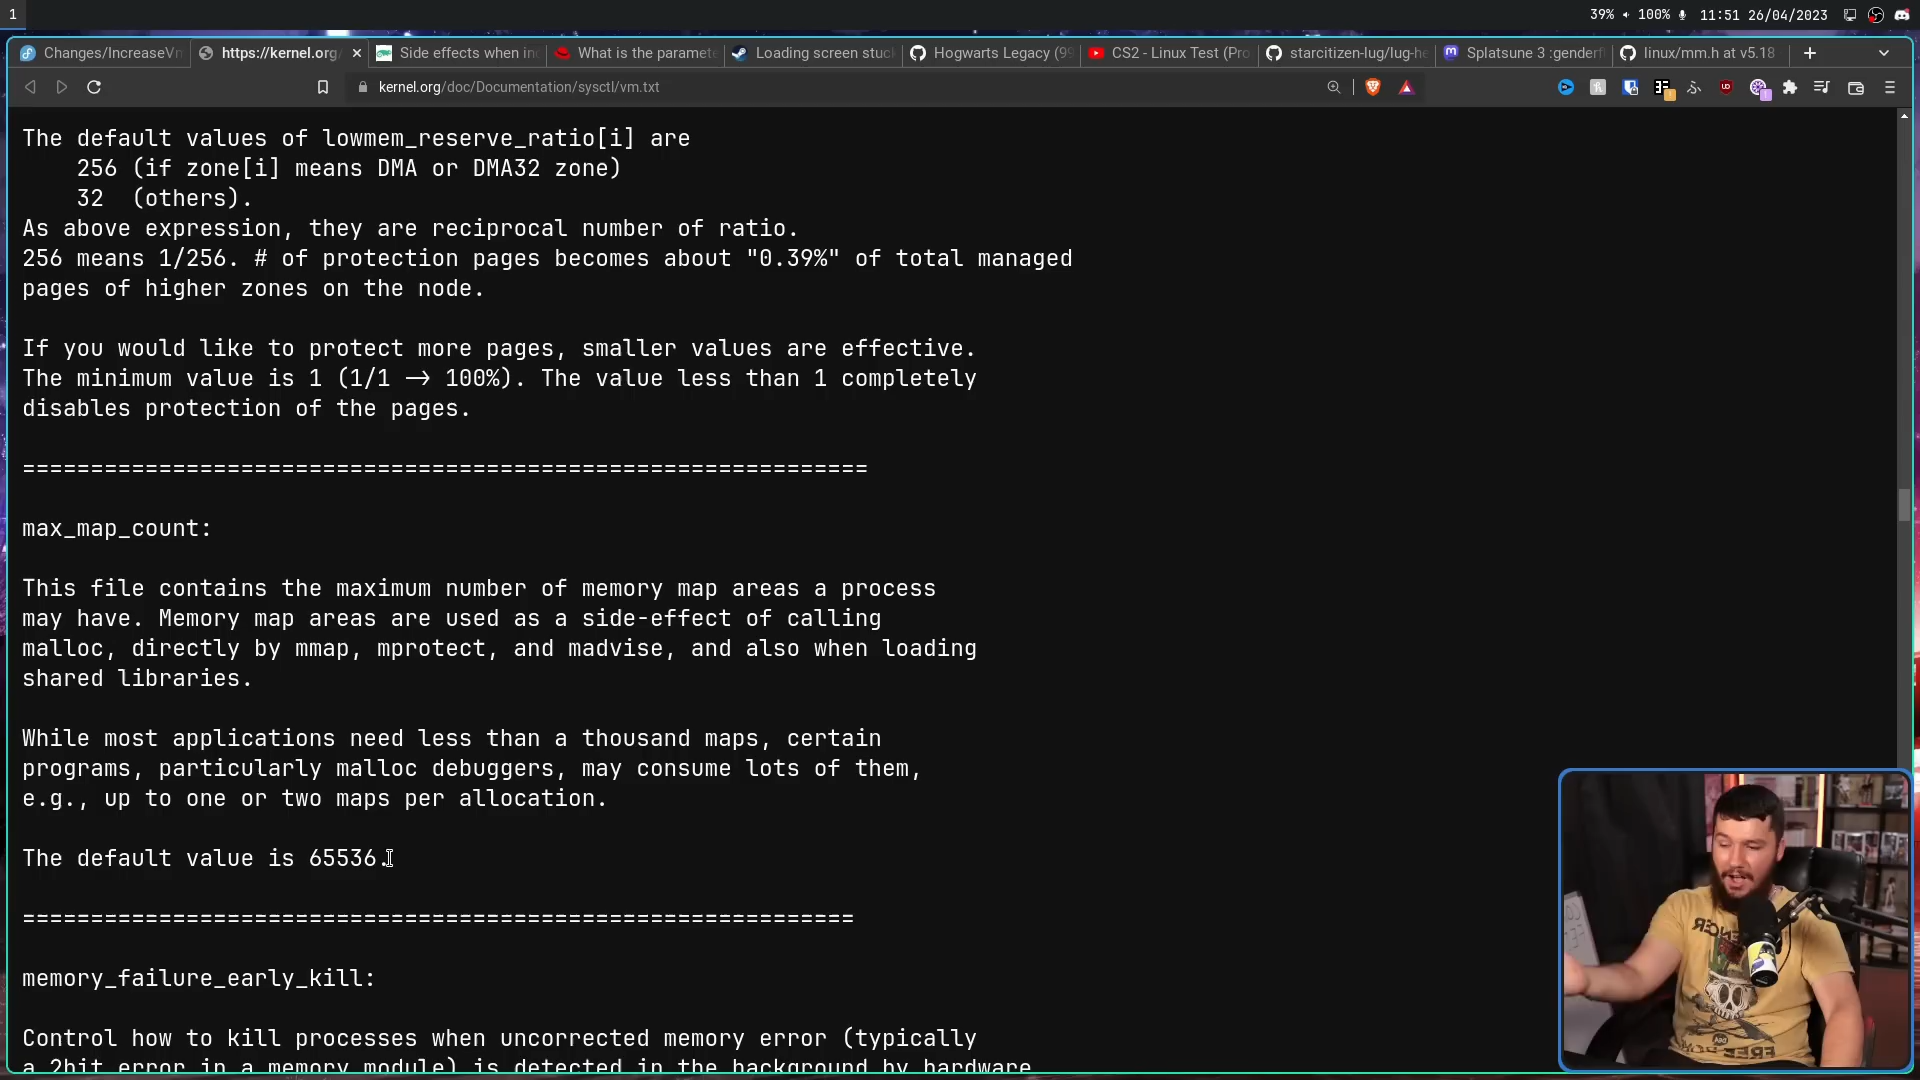 1
39% 100% 11:51 26/04/2023
Changes/IncreaseVm
https://kernel.org/
Side effects when inc
What is the paramete
Loading screen stuc
Hogwarts Legacy (99
CS2 - Linux Test (Pro
starcitizen-lug/lug-he
Splatsune 3 :genderf
linux/mm.h at v5.18
kernel.org/doc/Documentation/sysctl/vm.txt
The default values of lowmem_reserve_ratio[i] are
256 (if zone[i] means DMA or DMA32 zone)
32 (others).
As above expression, they are reciprocal number of ratio.
256 means 1/256. # of protection pages becomes about "0.39%" of total managed
pages of higher zones on the node.
If you would like to protect more pages, smaller values are effective.
The minimum value is 1 (1/1 -> 100%). The value less than 1 completely
disables protection of the pages.
==============================================================
max_map_count:
This file contains the maximum number of memory map areas a process
may have. Memory map areas are used as a side-effect of calling
malloc, directly by mmap, mprotect, and madvise, and also when loading
shared libraries.
While most applications need less than a thousand maps, certain
programs, particularly malloc debuggers, may consume lots of them,
e.g., up to one or two maps per allocation.
The default value is 65536.
=============================================================
memory_failure_early_kill:
Control how to kill processes when uncorrected memory error (typically
a 2bit error in a memory module) is detected in the background by hardware